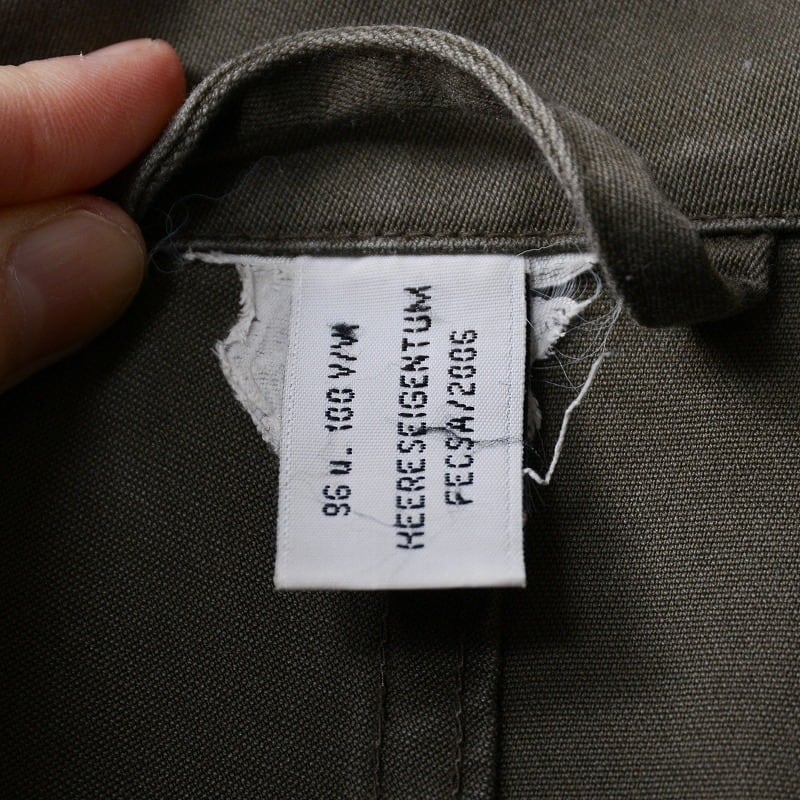 96 u. 100 V/W
HEERESEIGENTUM
FECSA/2006